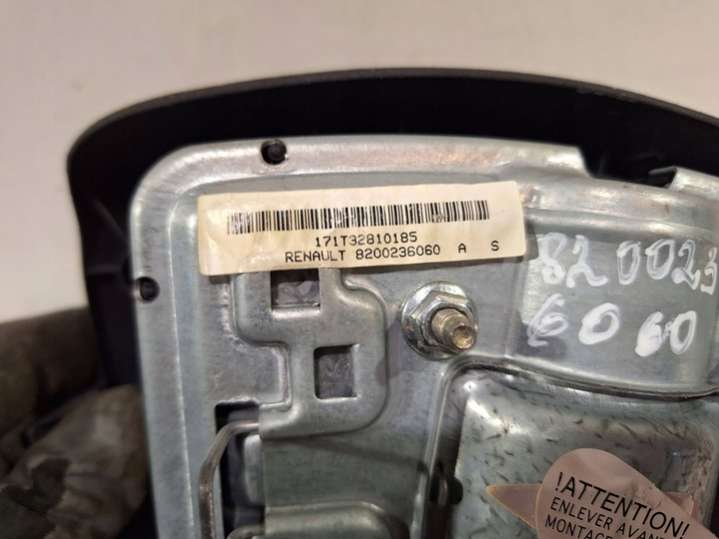 171T32810185
RENAULT 8200236060 A S
820023
6060
!ATTENTION!
ENLEVER AVANT
MONTAGE